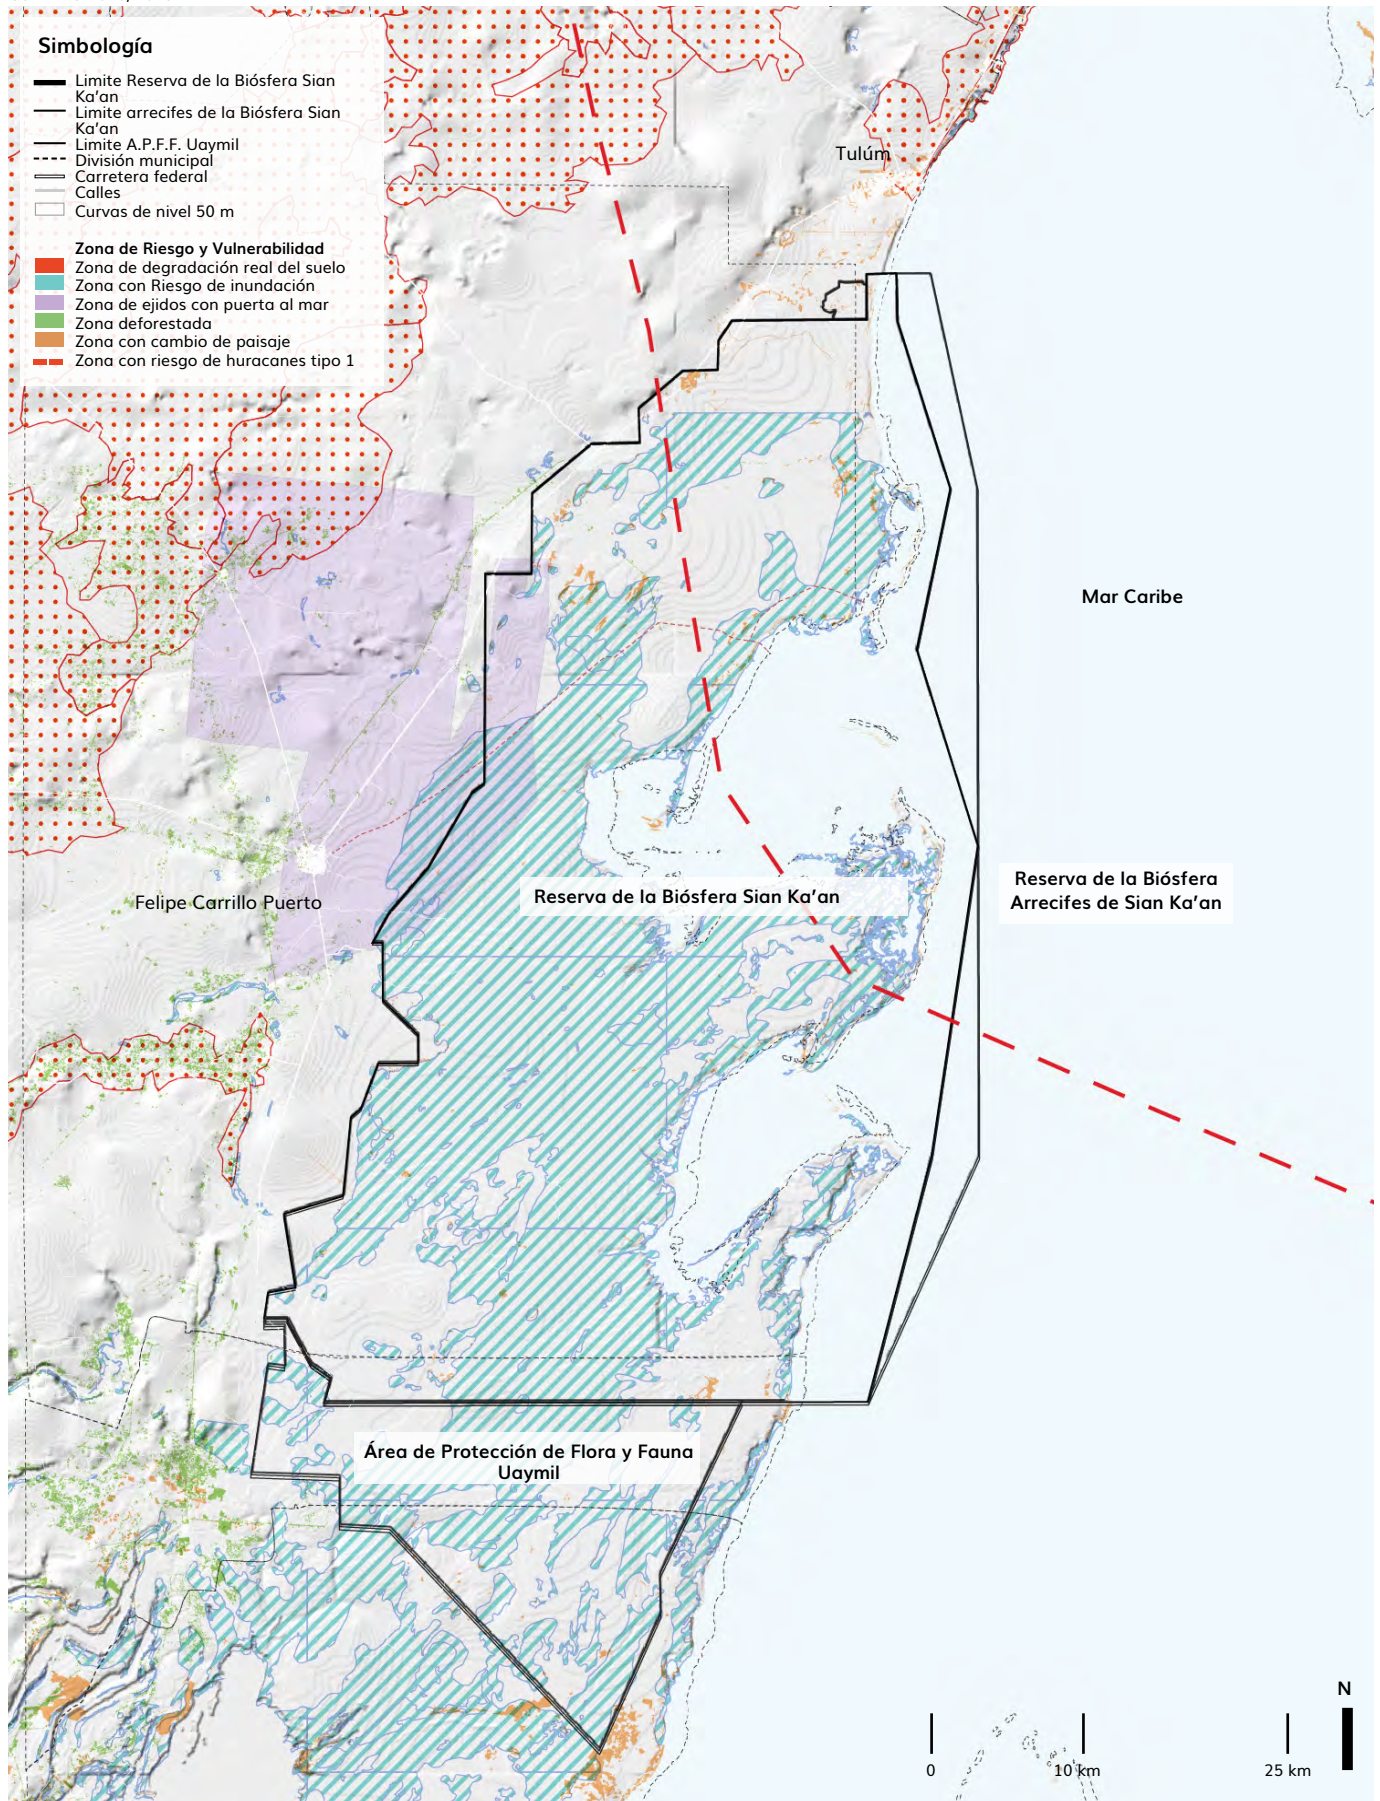 Simbología
Limite Reserva de la Biósfera Sian
Ka'an
Limite arrecifes de la Biósfera Sian
Ka'an
Limite A.P.F.F. Uaymil
División municipal
Carretera federal
Calles
Curvas de nivel 50 m
Zona de Riesgo y Vulnerabilidad
Zona de degradación real del suelo
Zona con Riesgo de inundación
Zona de ejidos con puerta al mar
Zona deforestada
Zona con cambio de paisaje
Zona con riesgo de huracanes tipo 1
Tulúm
Mar Caribe
Reserva de la Biósfera Sian Ka'an
Reserva de la Biósfera
Arrecifes de Sian Ka'an
Felipe Carrillo Puerto
Área de Protección de Flora y Fauna
Uaymil
N
0 10 km 25 km